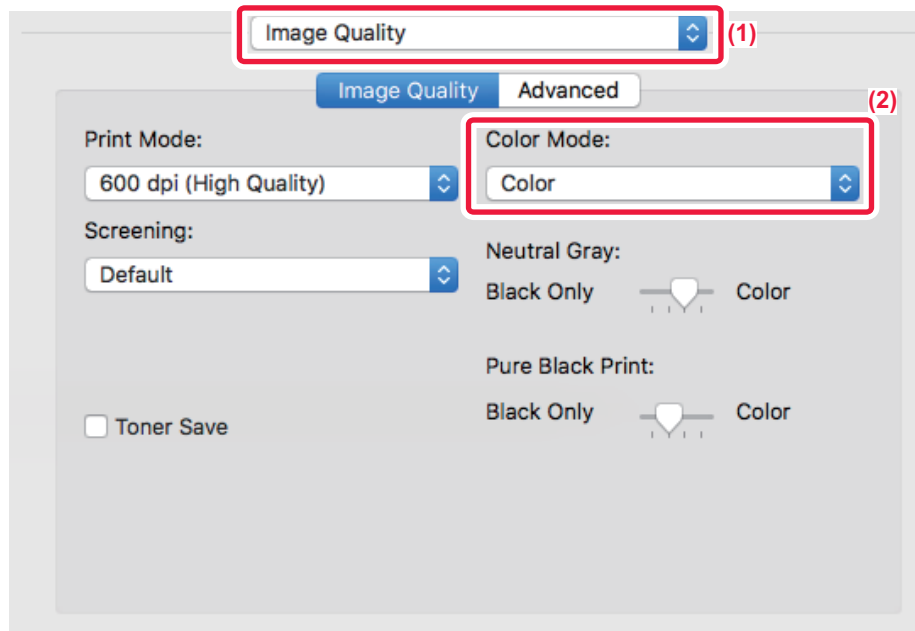 Image Quality
(1)
Image Quality
Advanced
(2)
Print Mode:
600 dpi (High Quality)
Screening:
Default
Toner Save
Color Mode:
Color
Neutral Gray:
Black Only Color
Pure Black Print:
Black Only Color